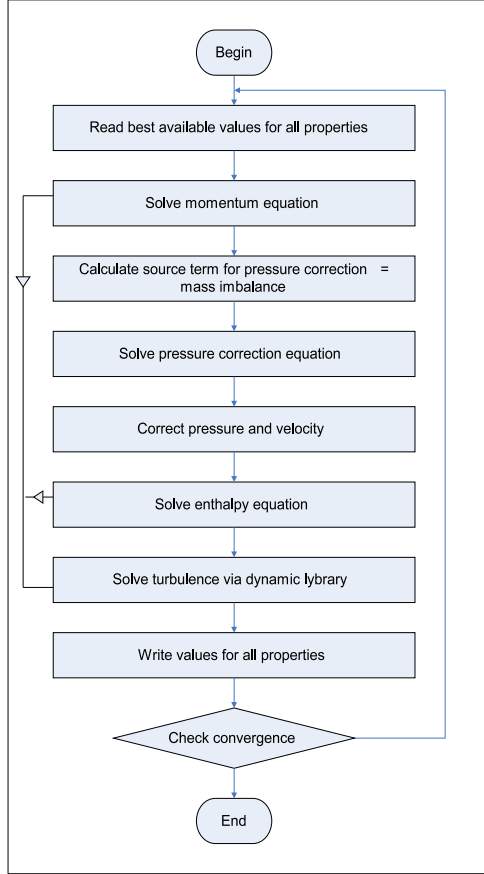 Begin
Read best available values for all properties
Solve momentum equation
Calculate source term for pressure correction =
mass imbalance
Solve pressure correction equation
Correct pressure and velocity
Solve enthalpy equation
Solve turbulence via dynamic lybrary
Write values for all properties
Check convergence
End